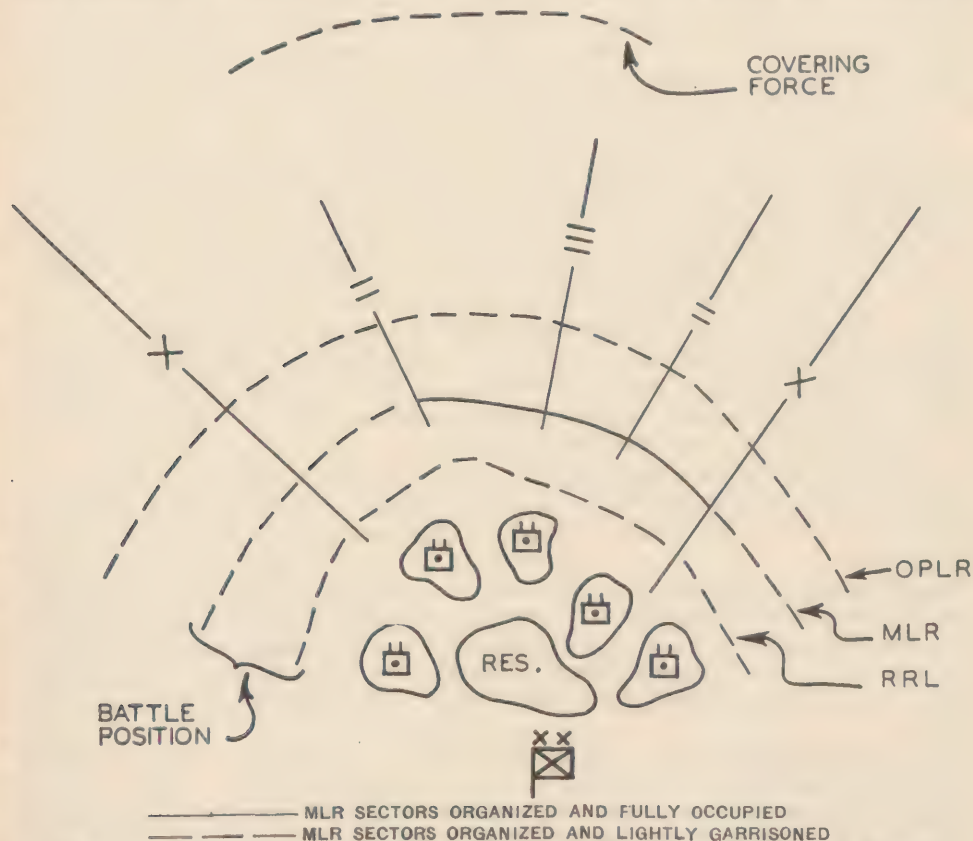 COVERING
FORCE
OPLR
MLR
RRL
RES.
BATTLE
POSITION
MLR SECTORS ORGANIZED AND FULLY OCCUPIED
MLR SECTORS ORGANIZED AND LIGHTLY GARRISONED